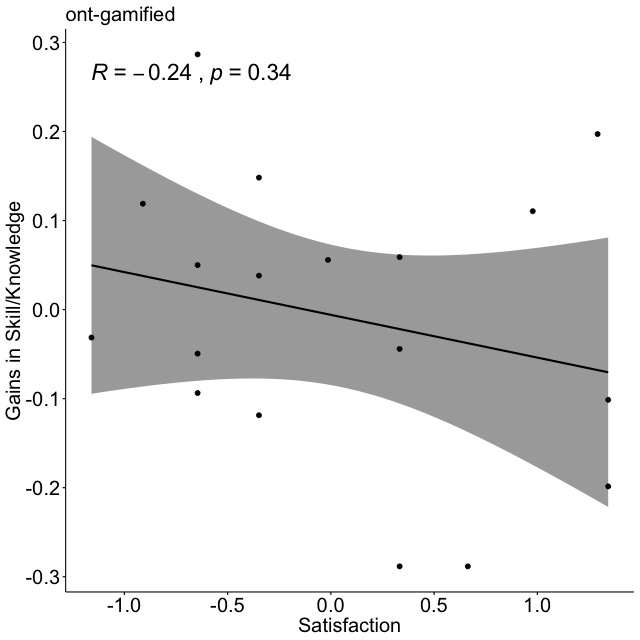 ont-gamified
R = −0.24 , p = 0.34
0.3
0.2
0.1
0.0
-0.1
-0.2
-0.3
Gains in Skill/Knowledge
-1.0 -0.5 0.0 0.5 1.0
Satisfaction